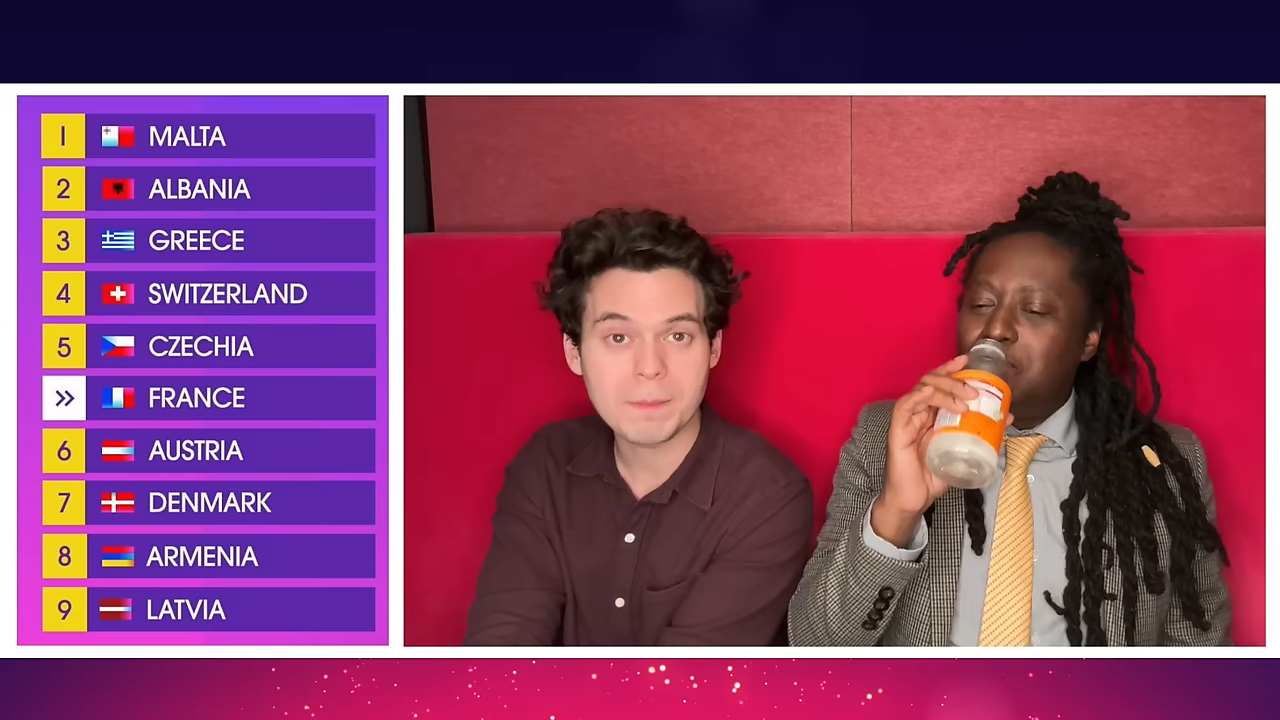 1 MALTA
2 ALBANIA
3 GREECE
4 SWITZERLAND
5 CZECHIA
>> FRANCE
6 AUSTRIA
7 DENMARK
8 ARMENIA
9 LATVIA